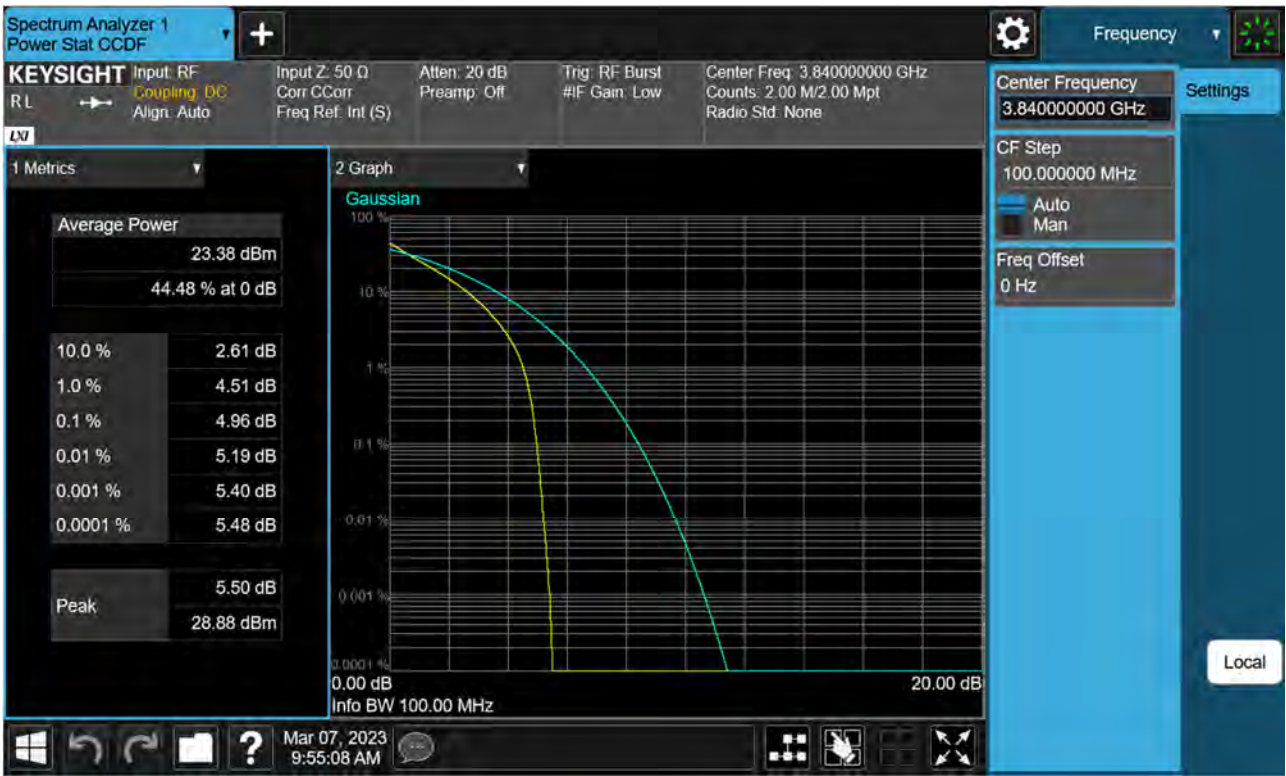 Spectrum Analyzer 1
Power Stat CCDF
Frequency
KEYSIGHT
R L
LXI
Input: RF
Coupling: DC
Align: Auto
Input Z: 50 Ω
Corr CCorr
Freq Ref: Int (S)
Atten: 20 dB
Preamp: Off
Trig: RF Burst
#IF Gain: Low
Center Freq: 3.840000000 GHz
Counts: 2.00 M/2.00 Mpt
Radio Std: None
Center Frequency
3.840000000 GHz
Settings
CF Step
100.000000 MHz
Auto
Man
Freq Offset
0 Hz
1 Metrics
Average Power
23.38 dBm
44.48 % at 0 dB
10.0 % 2.61 dB
1.0 % 4.51 dB
0.1 % 4.96 dB
0.01 % 5.19 dB
0.001 % 5.40 dB
0.0001 % 5.48 dB
Peak
5.50 dB
28.88 dBm
2 Graph
Gaussian
100 %
10 %
1 %
0.1 %
0.01 %
0.001 %
0.0001 %
0.00 dB 20.00 dB
Info BW 100.00 MHz
Local
Mar 07, 2023
9:55:08 AM